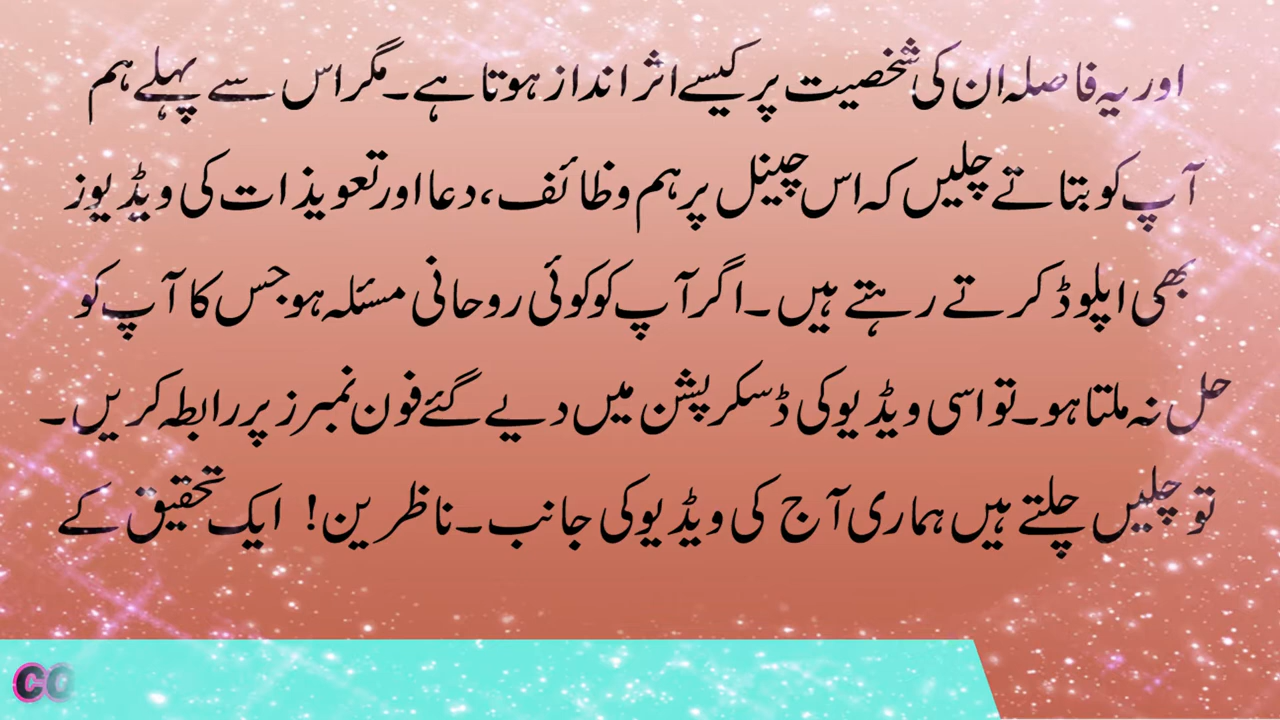 اور یہ فاصلہ ان کی شخصیت پر کیسے اثر انداز ہوتا ہے۔ مگر اس سے پہلے ہم
آپ کو بتاتے چلیں کہ اس چینل پر ہم وظائف، دعا اور تعویذات کی ویڈیوز
بھی اپلوڈ کرتے رہتے ہیں۔ اگر آپ کو کوئی روحانی مسئلہ ہو جس کا آپ کو
حل نہ ملتا ہو۔ تو اسی ویڈیو کی ڈسکرپشن میں دیے گئے فون نمبرز پر رابطہ کریں۔
تو چلیں چلتے ہیں ہماری آج کی ویڈیو کی جانب۔ ناظرین! ایک تحقیق کے